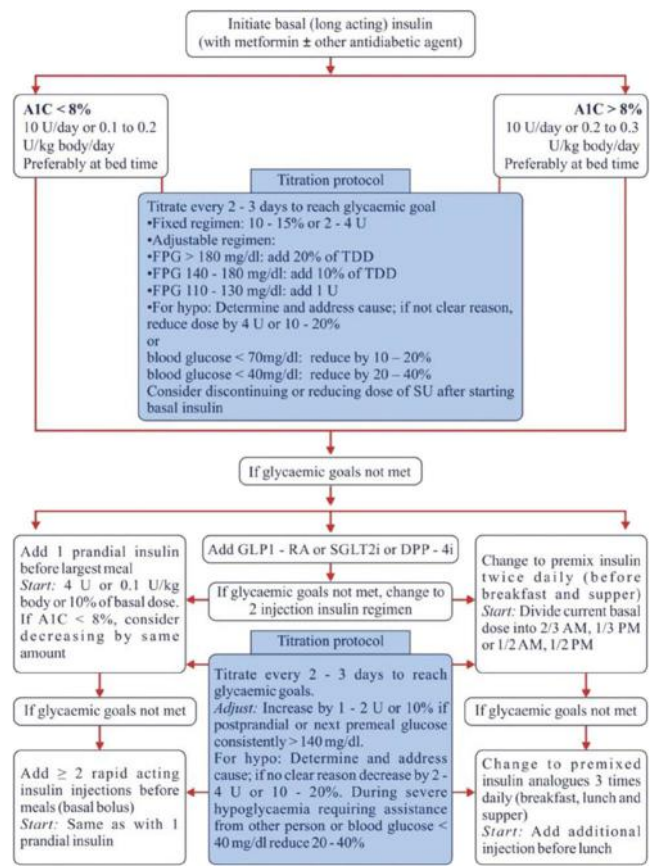 Initiate basal (long acting) insulin
(with metformin ± other antidiabetic agent)
A1C < 8%
10 U/day or 0.1 to 0.2
U/kg body/day
Preferably at bed time
A1C > 8%
10 U/day or 0.2 to 0.3
U/kg body/day
Preferably at bed time
Titration protocol
Titrate every 2 - 3 days to reach glycaemic goal
•Fixed regimen: 10 - 15% or 2 - 4 U
•Adjustable regimen:
•FPG > 180 mg/dl: add 20% of TDD
•FPG 140 - 180 mg/dl: add 10% of TDD
•FPG 110 - 130 mg/dl: add 1 U
•For hypo: Determine and address cause; if not clear reason,
reduce dose by 4 U or 10 - 20%
or
blood glucose < 70mg/dl: reduce by 10 – 20%
blood glucose < 40mg/dl: reduce by 20 – 40%
Consider discontinuing or reducing dose of SU after starting
basal insulin
If glycaemic goals not met
Add 1 prandial insulin
before largest meal
Start: 4 U or 0.1 U/kg
body or 10% of basal dose.
If A1C < 8%, consider
decreasing by same
amount
Add GLP1 - RA or SGLT2i or DPP - 4i
If glycaemic goals not met, change to
2 injection insulin regimen
Change to premix insulin
twice daily (before
breakfast and supper)
Start: Divide current basal
dose into 2/3 AM, 1/3 PM
or 1/2 AM, 1/2 PM
Titration protocol
Titrate every 2 - 3 days to reach
glycaemic goals.
Adjust: Increase by 1 - 2 U or 10% if
postprandial or next premeal glucose
consistently > 140 mg/dl.
For hypo: Determine and address
cause; if no clear reason decrease by 2 -
4 U or 10 - 20%. During severe
hypoglycaemia requiring assistance
from other person or blood glucose <
40 mg/dl reduce 20 - 40%
If glycaemic goals not met
If glycaemic goals not met
Add ≥ 2 rapid acting
insulin injections before
meals (basal bolus)
Start: Same as with 1
prandial insulin
Change to premixed
insulin analogues 3 times
daily (breakfast, lunch and
supper)
Start: Add additional
injection before lunch